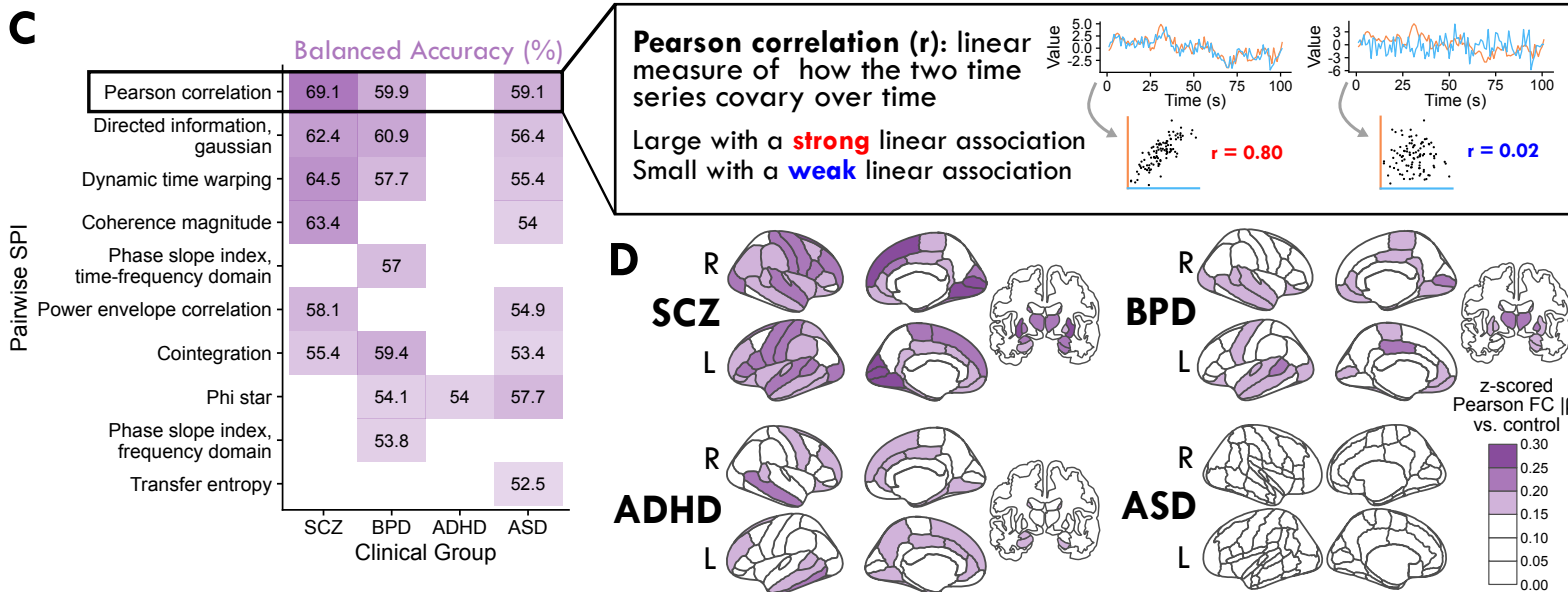 C
Balanced Accuracy (%)
Pairwise SPI
Pearson correlation 69.1 59.9 59.1
Directed information, gaussian 62.4 60.9 56.4
Dynamic time warping 64.5 57.7 55.4
Coherence magnitude 63.4 54
Phase slope index, time-frequency domain 57
Power envelope correlation 58.1 54.9
Cointegration 55.4 59.4 53.4
Phi star 54.1 54 57.7
Phase slope index, frequency domain 53.8
Transfer entropy 52.5
SCZ BPD ADHD ASD
Clinical Group
Pearson correlation (r): linear
measure of how the two time
series covary over time
Large with a strong linear association
Small with a weak linear association
Value
5.0
2.5
0.0
-2.5
0 25 50 75 100
Time (s)
r = 0.80
Value
3
0
-3
-6
0 25 50 75 100
Time (s)
r = 0.02
D
R
SCZ
L
R
BPD
L
R
ADHD
L
R
ASD
L
z-scored
Pearson FC |β
vs. control
0.30
0.25
0.20
0.15
0.10
0.05
0.00